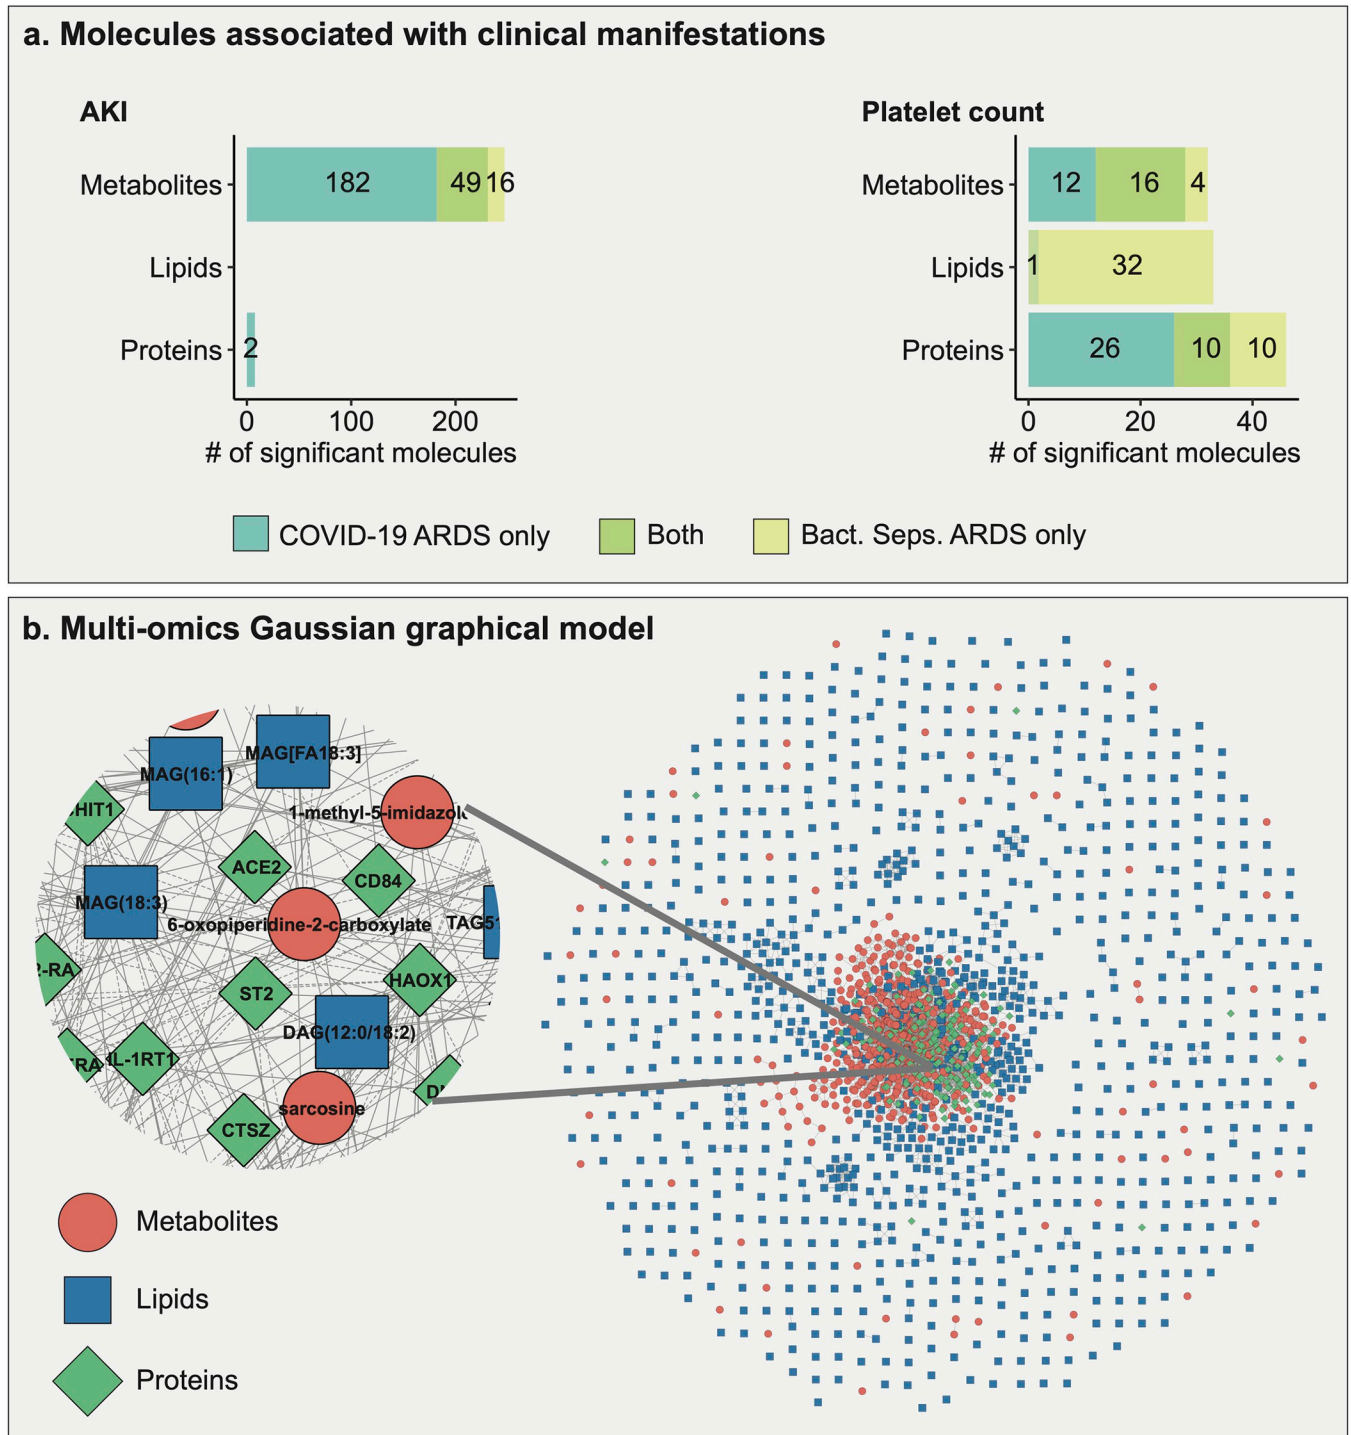 a. Molecules associated with clinical manifestations
AKI
Metabolites
182
49
16
Lipids
Proteins
2
0
100
200
# of significant molecules
Platelet count
Metabolites
12
16
4
Lipids
1
32
Proteins
26
10
10
0
20
40
# of significant molecules
COVID-19 ARDS only
Both
Bact. Seps. ARDS only
b. Multi-omics Gaussian graphical model
MAG[FA18:3]
MAG(16:1)
HIT1
1-methyl-5-imidazol
ACE2
CD84
MAG(18:3)
6-oxopiperidine-2-carboxylate
TAG51
-RA
ST2
HAOX1
DAG(12:0/18:2)
RA
IL-1RT1
D
sarcosine
CTSZ
Metabolites
Lipids
Proteins